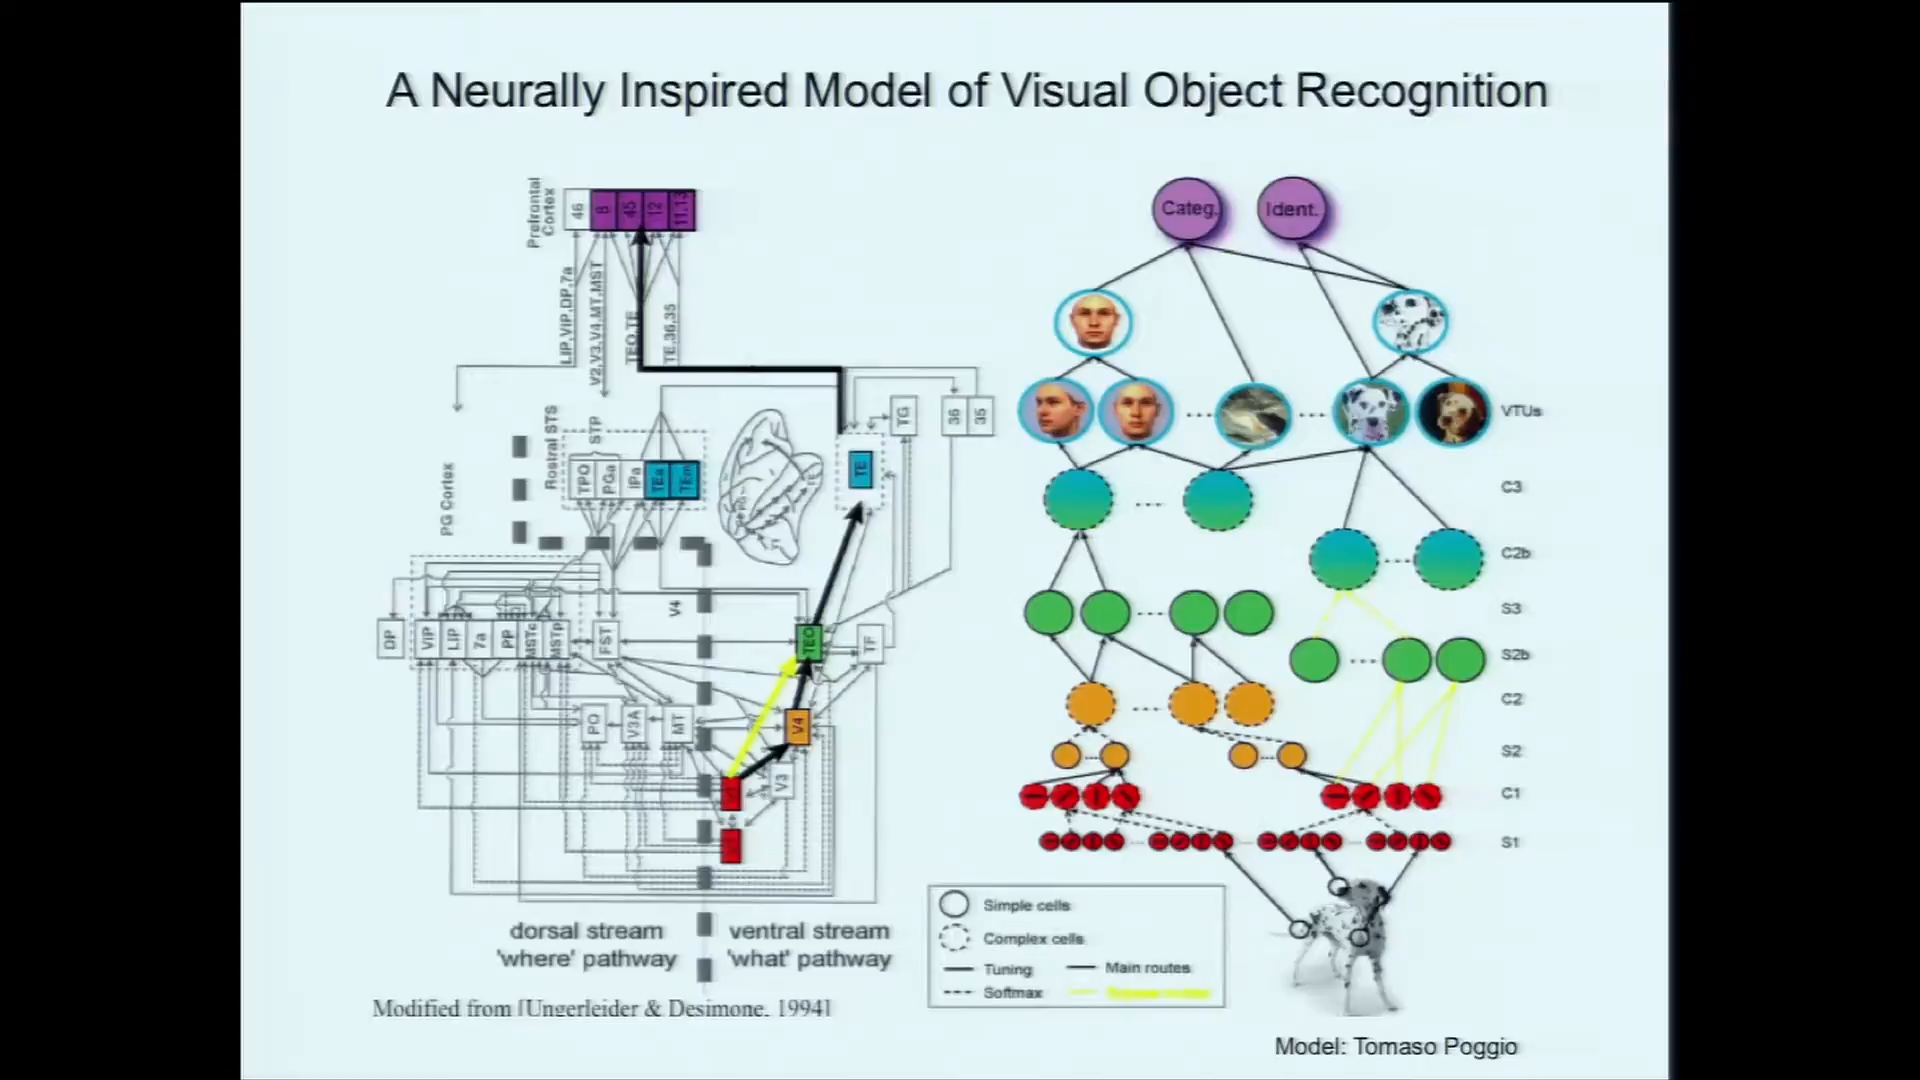 A Neurally Inspired Model of Visual Object Recognition
Prefrontal
Cortex
46
8
45
12
11,13
LIP,VIP,DP,7a
V2,V3,V4,MT,MST
TEO,TE
TE,36,35
Rostral STS
STP
TPO
PGa
IPa
TEa
TEm
TE
TG
36
35
PG Cortex
V4
DP
VIP
LIP
7a
PP
MSTc
MSTp
FST
TEO
TF
PO
V3A
MT
V4
V3
dorsal stream
'where' pathway
ventral stream
'what' pathway
Modified from [Ungerleider & Desimone, 1994]
Categ.
Ident.
VTUs
C3
C2b
S3
S2b
C2
S2
C1
S1
Simple cells
Complex cells
Tuning
Main routes
Softmax
Model: Tomaso Poggio